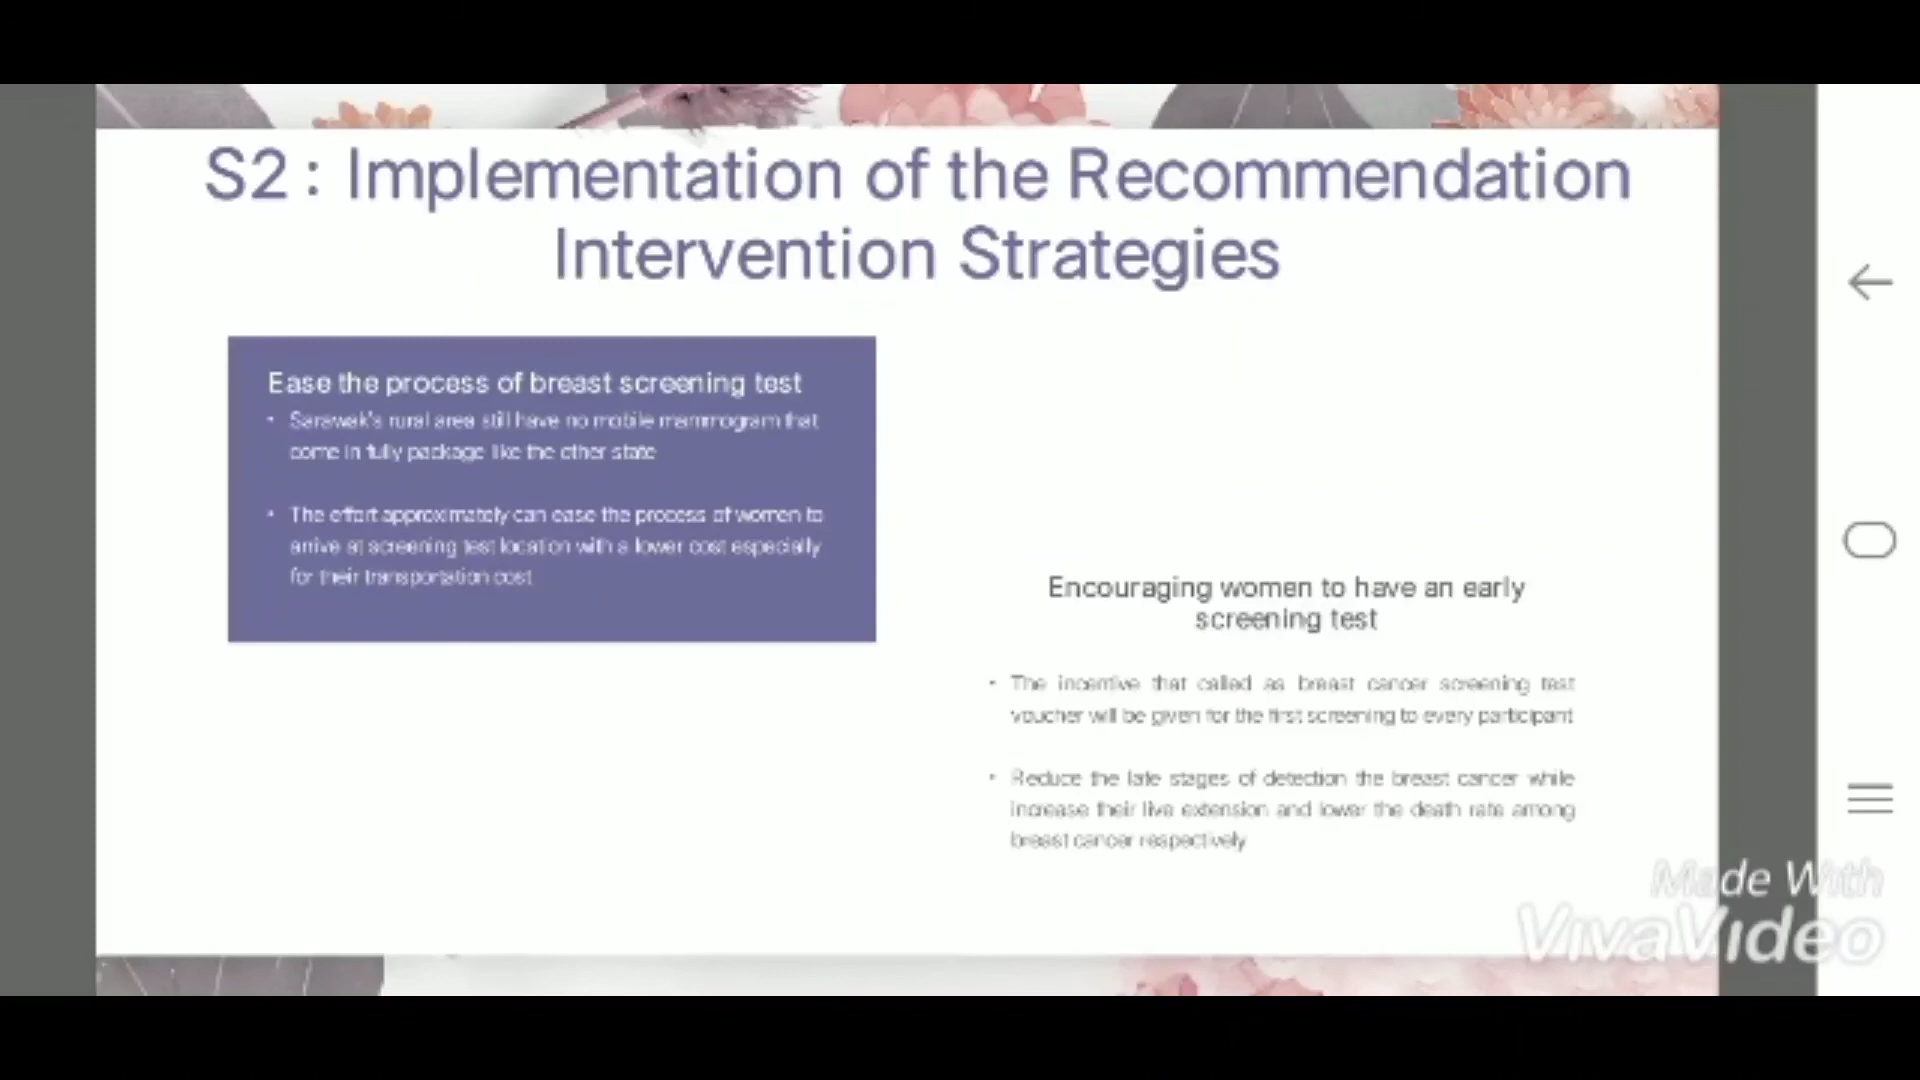 S2 : Implementation of the Recommendation
Intervention Strategies
Ease the process of breast screening test
• Sarawak's rural area still have no mobile mammogram that
come in fully package like the other state
• The effort approximately can ease the process of women to
arrive at screening test location with a lower cost especially
for their transportation cost
Encouraging women to have an early
screening test
• The incentive that called as breast cancer screening test
voucher will be given for the first screening to every participant
• Reduce the late stages of detection the breast cancer while
increase their live extension and lower the death rate among
breast cancer respectively
Made With
VivaVideo